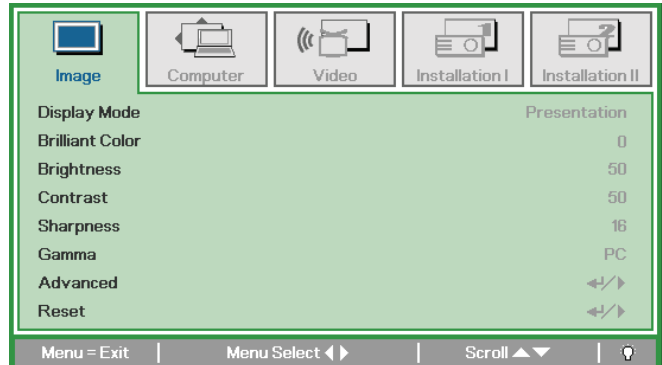 Image Computer Video Installation I Installation II
Display Mode Presentation
Brilliant Color 0
Brightness 50
Contrast 50
Sharpness 16
Gamma PC
Advanced
Reset
Menu = Exit Menu Select Scroll